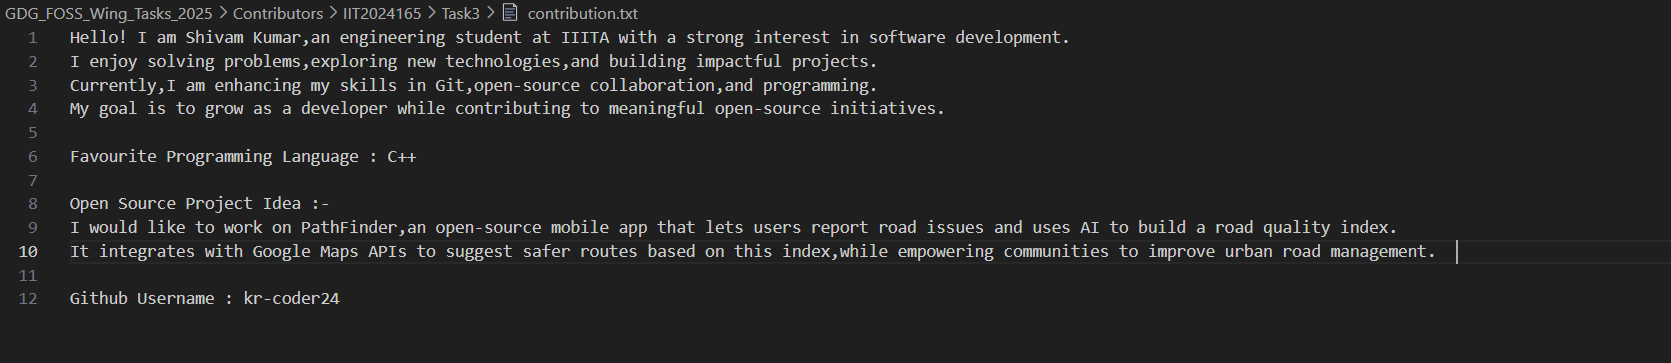 GDG_FOSS_Wing_Tasks_2025 > Contributors > IIT2024165 > Task3 > contribution.txt
1 Hello! I am Shivam Kumar,an engineering student at IIITA with a strong interest in software development.
2 I enjoy solving problems,exploring new technologies,and building impactful projects.
3 Currently,I am enhancing my skills in Git,open-source collaboration,and programming.
4 My goal is to grow as a developer while contributing to meaningful open-source initiatives.
5
6 Favourite Programming Language : C++
7
8 Open Source Project Idea :-
9 I would like to work on PathFinder,an open-source mobile app that lets users report road issues and uses AI to build a road quality index.
10 It integrates with Google Maps APIs to suggest safer routes based on this index,while empowering communities to improve urban road management.
11
12 Github Username : kr-coder24